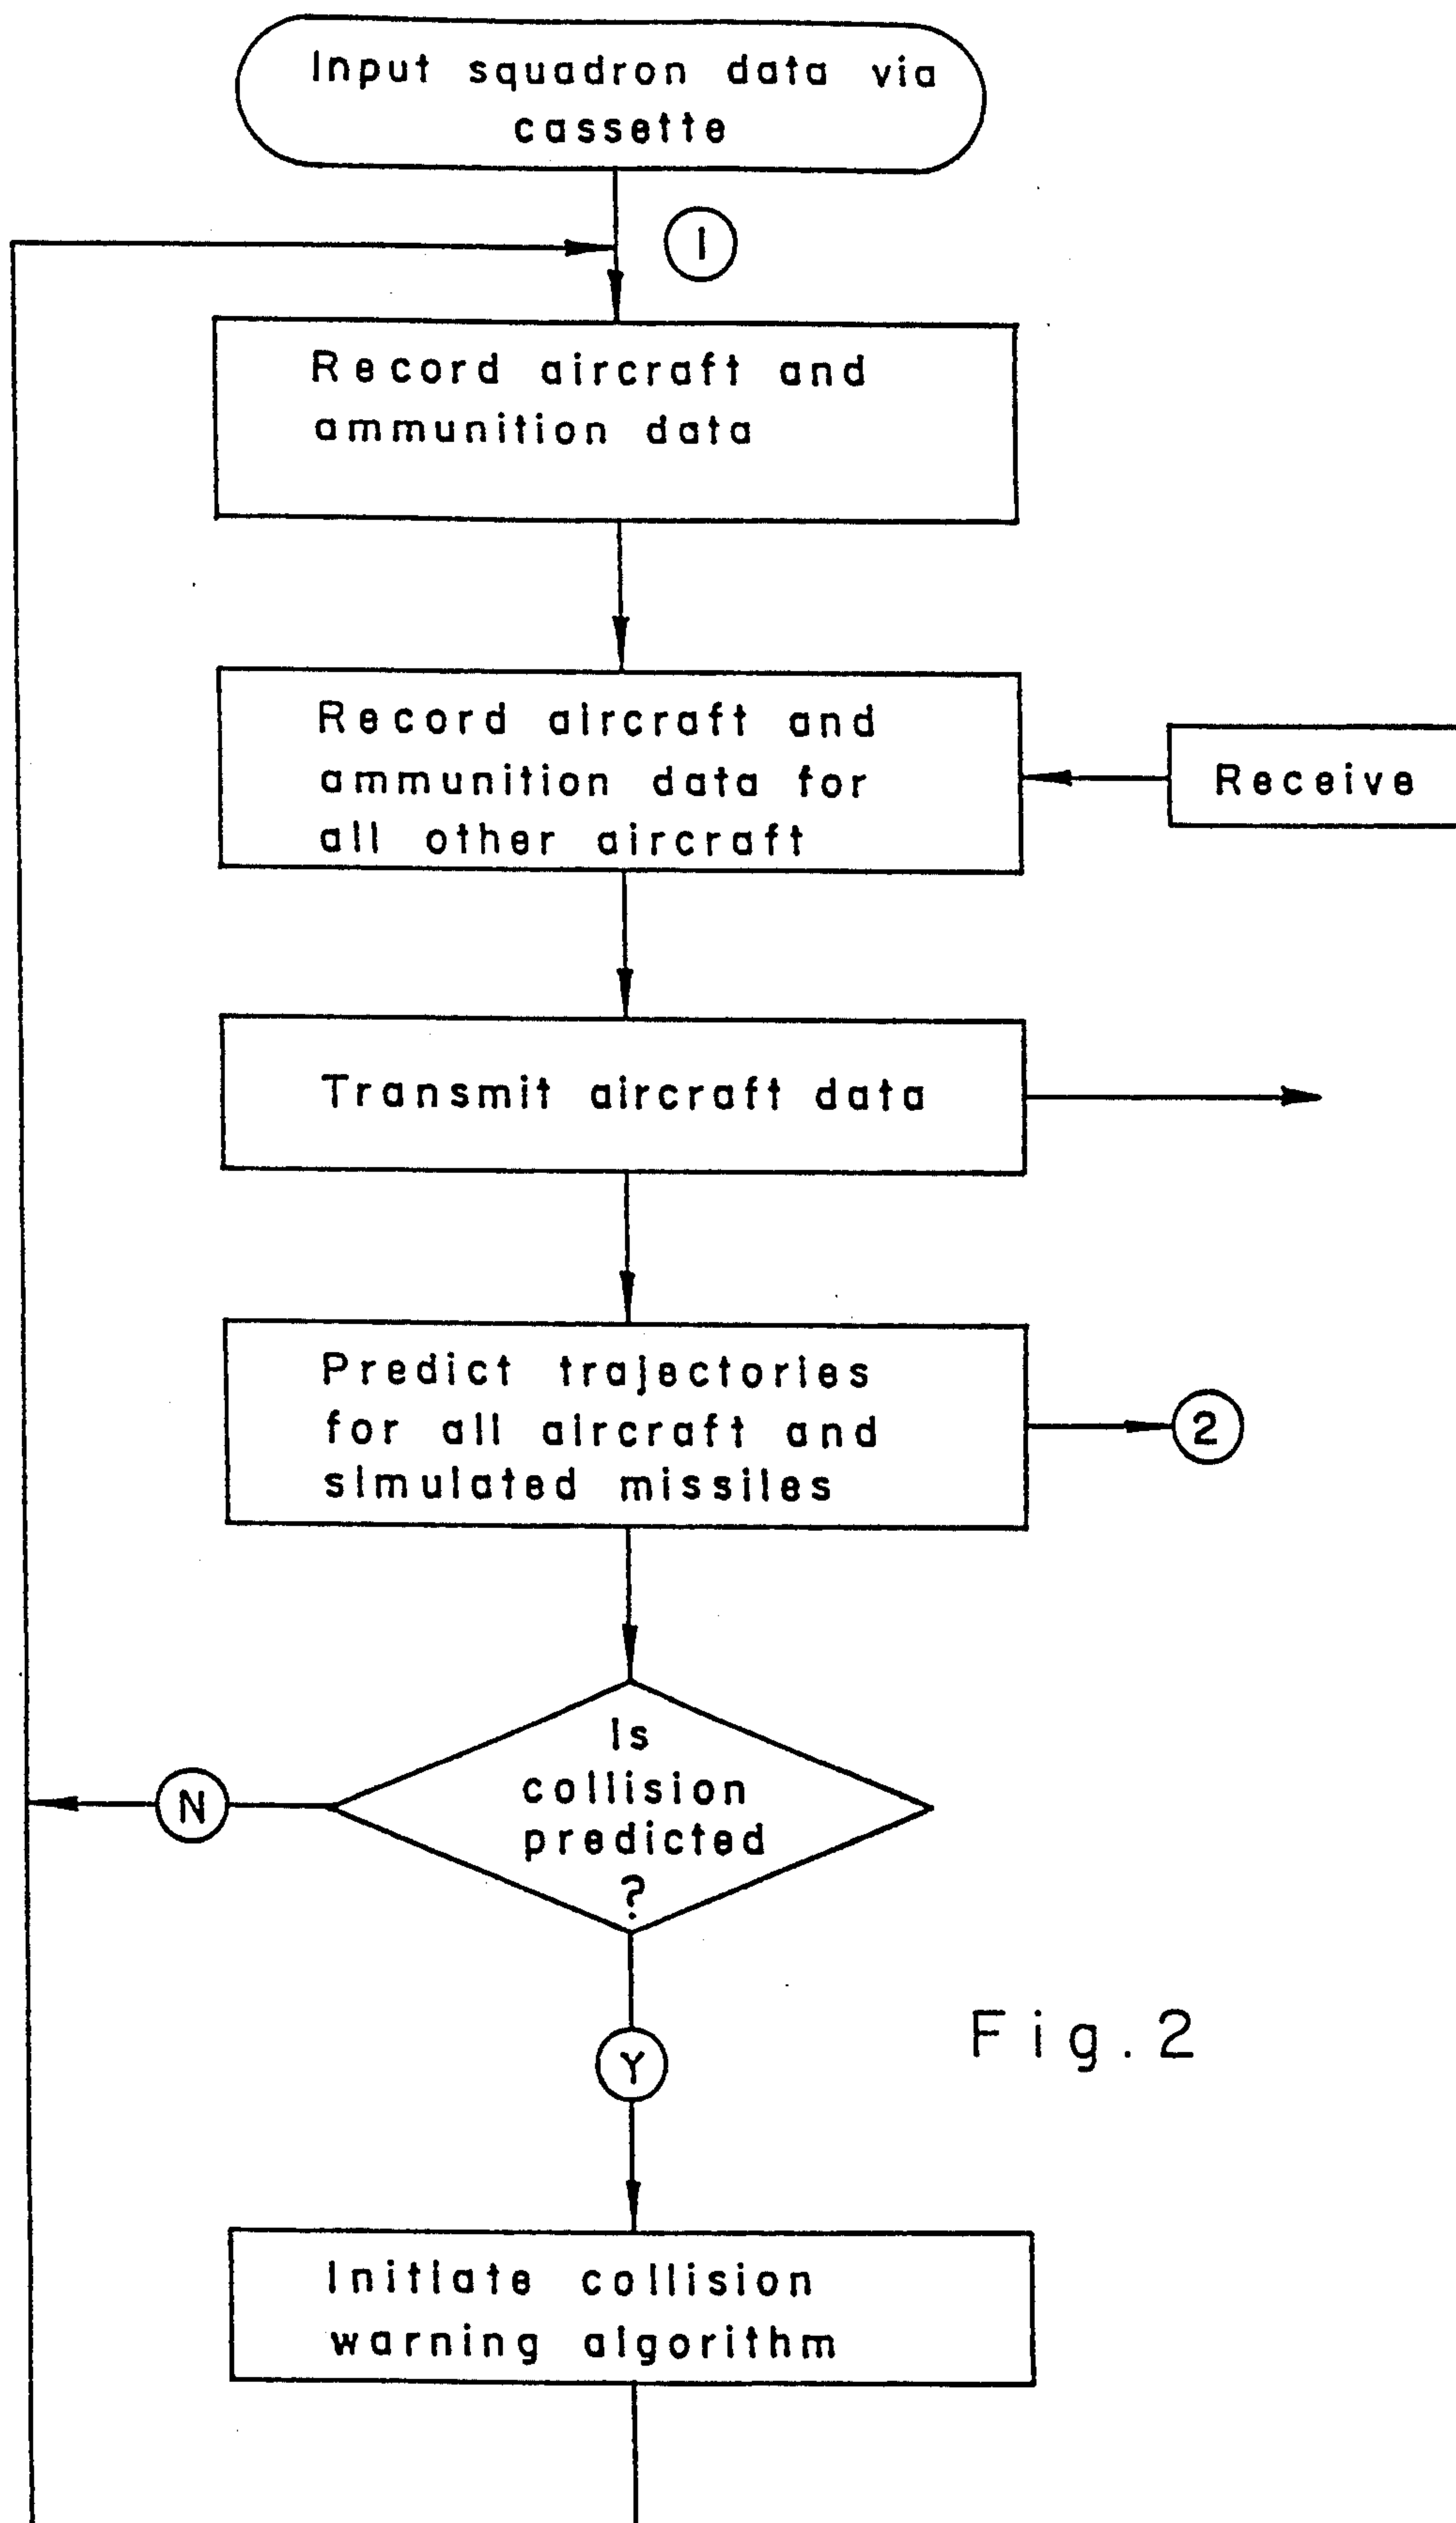 Input squadron data via
cassette
1
Record aircraft and
ammunition data
Record aircraft and
ammunition data for
all other aircraft
Receive
Transmit aircraft data
Predict trajectories
for all aircraft and
simulated missiles
2
Is
collision
predicted
?
N
Y
Fig.2
Initiate collision
warning algorithm